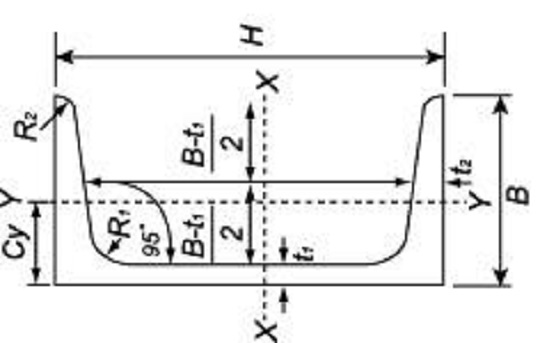 H
X
R₂
B-t₁
2
t₂
Y
Y
B
Cy
R₁
95°
B-t₁
2
t₁
X